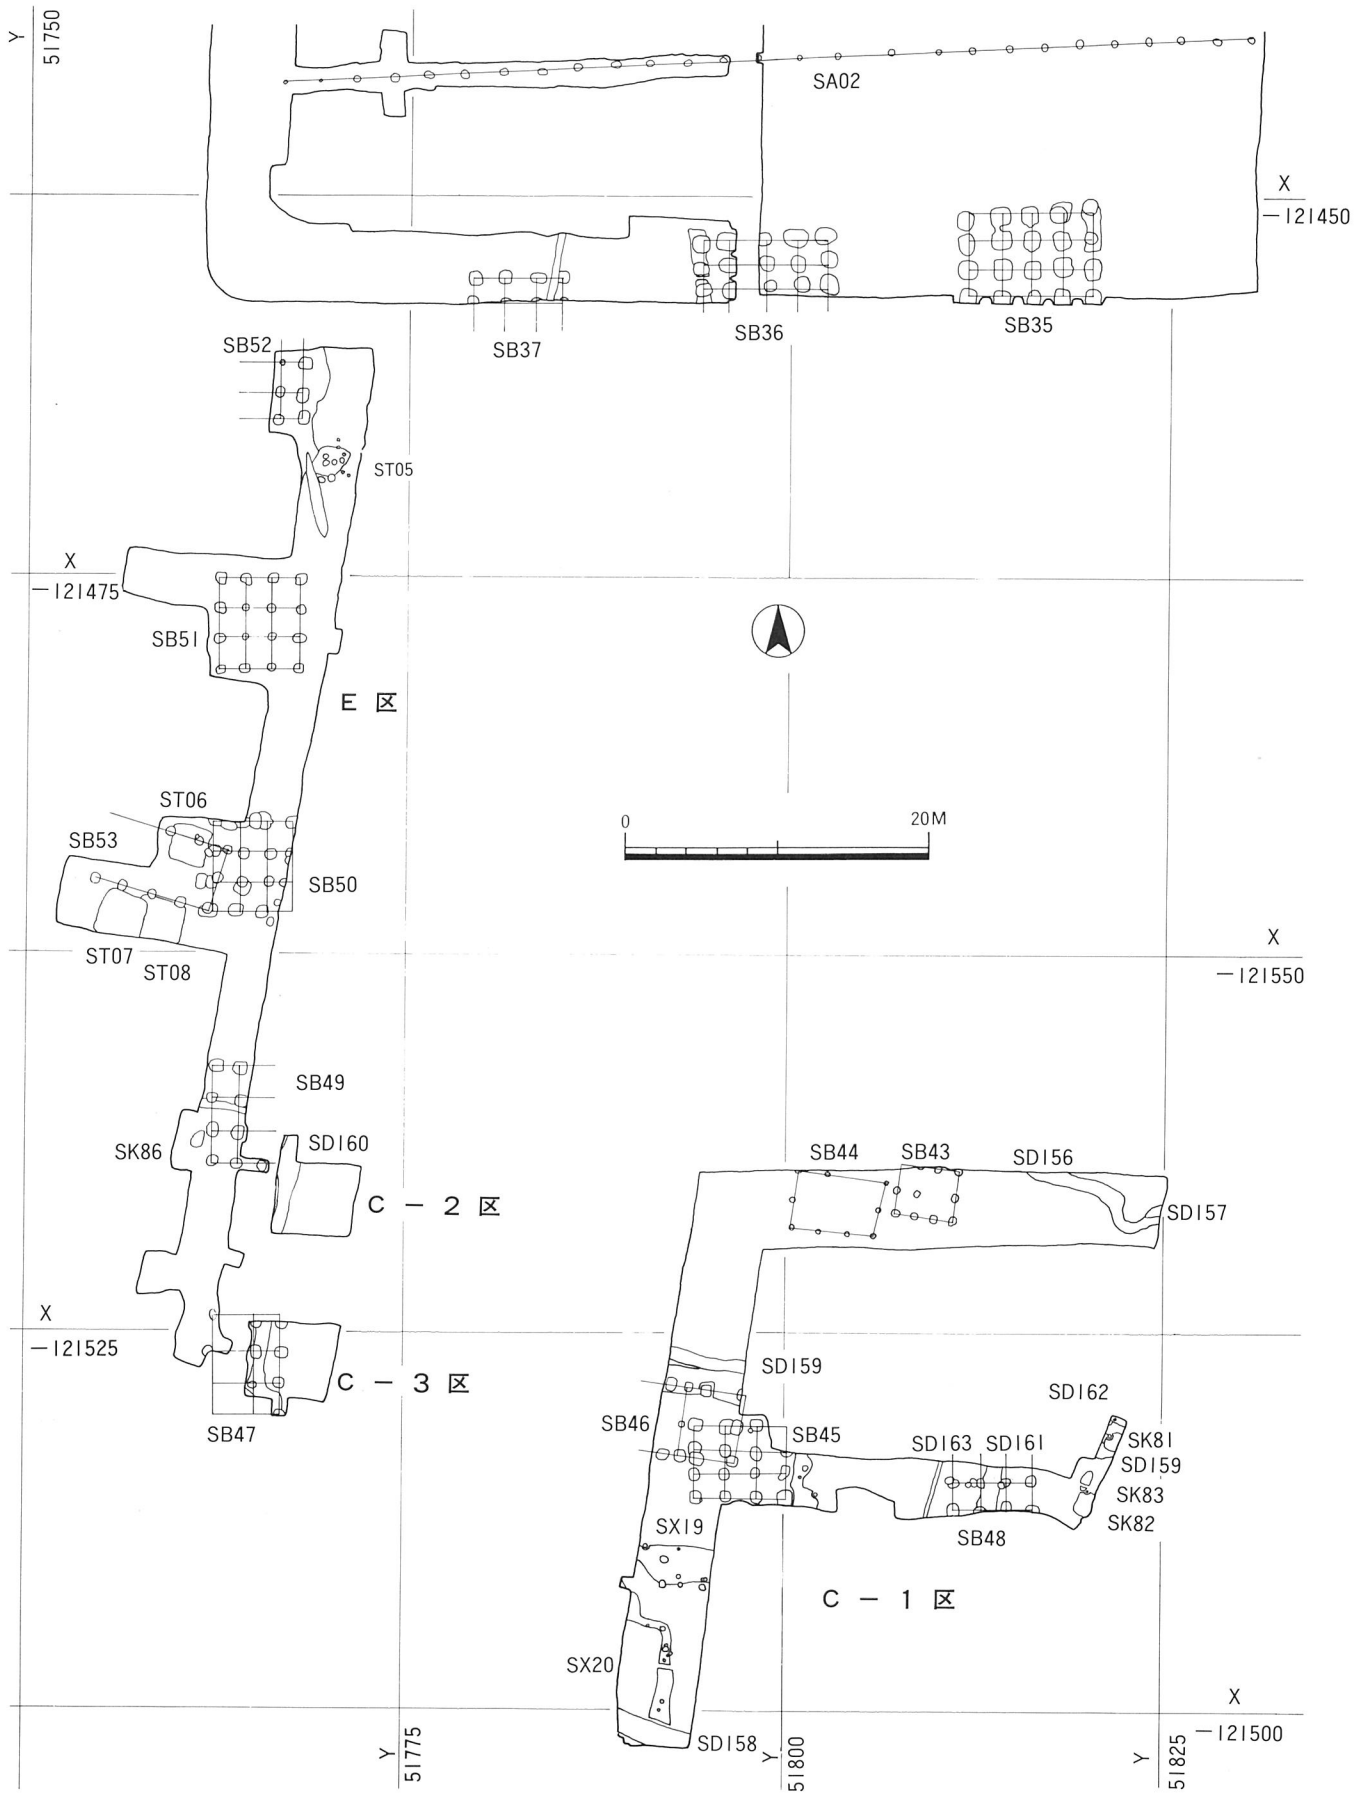 Y
51750
SA02
X
-121450
SB35
SB36
SB37
SB52
ST05
X
-121475
SB51
E区
0 20M
ST06
SB53
SB50
ST07
ST08
X
-121550
SB49
SK86
SD160
C-2区
SB44
SB43
SD156
SD157
X
-121525
C-3区
SB47
SD159
SB46
SB45
SD162
SK81
SD163
SD161
SD159
SK83
SK82
SB48
SX19
C-1区
SX20
SD158
X
-121500
Y
51775
Y
51800
Y
51825